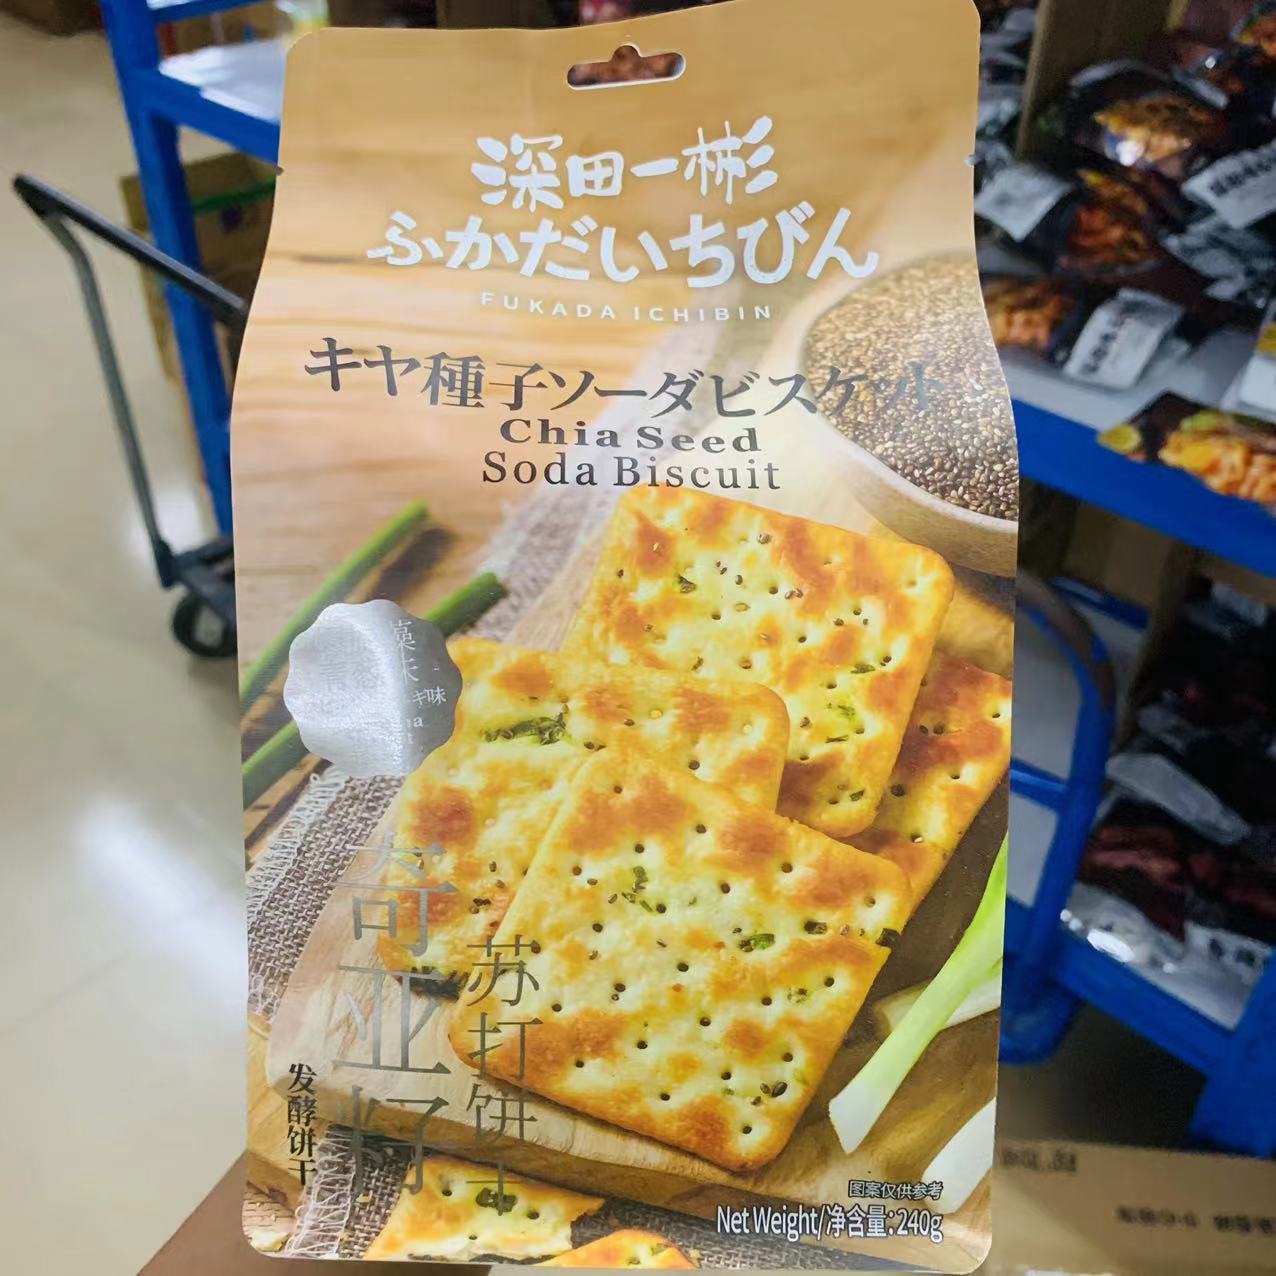 深田一彬
ふかだいちびん
FUKADA ICHIBIN
キヤ種子ソーダビスケット
Chia Seed
Soda Biscuit
奇亚籽
苏打饼干
发酵饼干
图案仅供参考
Net Weight/净含量:240g